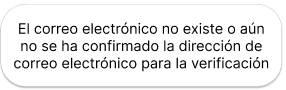 El correo electrónico no existe o aún
no se ha confirmado la dirección de
correo electrónico para la verificación